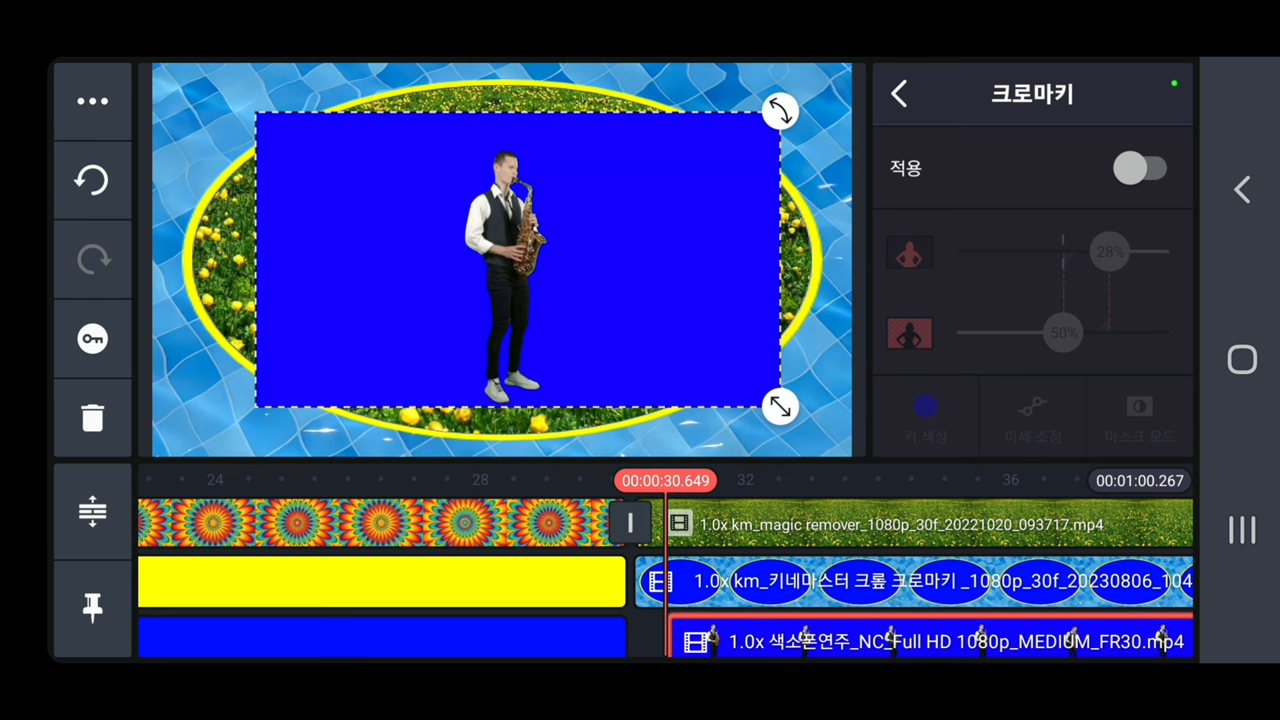 크로마키
적용
28%
50%
키 색상
미세 조정
마스크 모드
24
28
00:00:30.649
32
36
00:01:00.267
1.0x km_magic remover_1080p_30f_20221020_093717.mp4
1.0x km_키네마스터 크롶 크로마키 _1080p_30f_20230806_104
1.0x 색소폰연주_NC_Full HD 1080p_MEDIUM_FR30.mp4